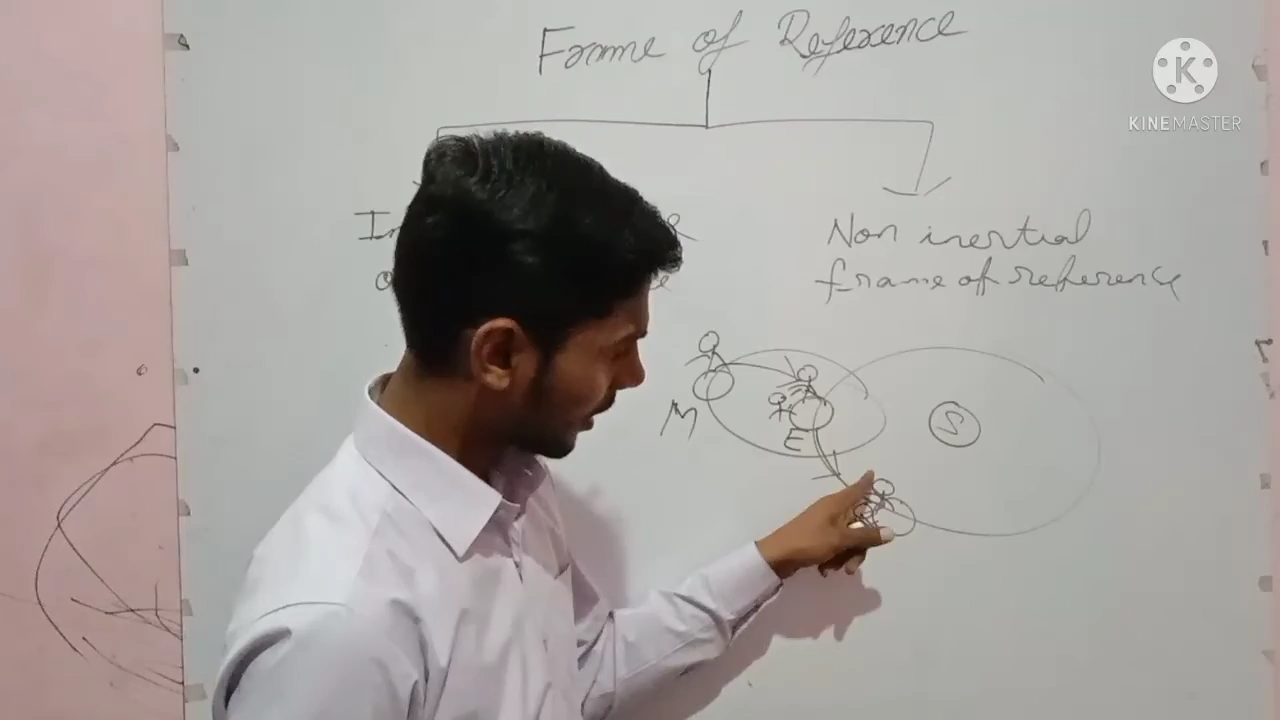 Frame of Reference
KINEMASTER
Non inertial
frame of reference
M
E
S